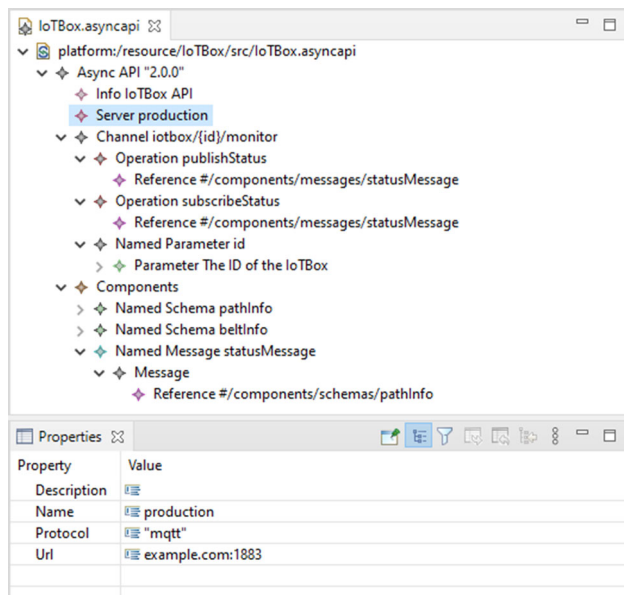 IoTBox.asyncapi
platform:/resource/IoTBox/src/IoTBox.asyncapi
Async API "2.0.0"
Info IoTBox API
Server production
Channel iotbox/{id}/monitor
Operation publishStatus
Reference #/components/messages/statusMessage
Operation subscribeStatus
Reference #/components/messages/statusMessage
Named Parameter id
Parameter The ID of the IoTBox
Components
Named Schema pathInfo
Named Schema beltInfo
Named Message statusMessage
Message
Reference #/components/schemas/pathInfo
Properties
Property Value
Description
Name production
Protocol "mqtt"
Url example.com:1883